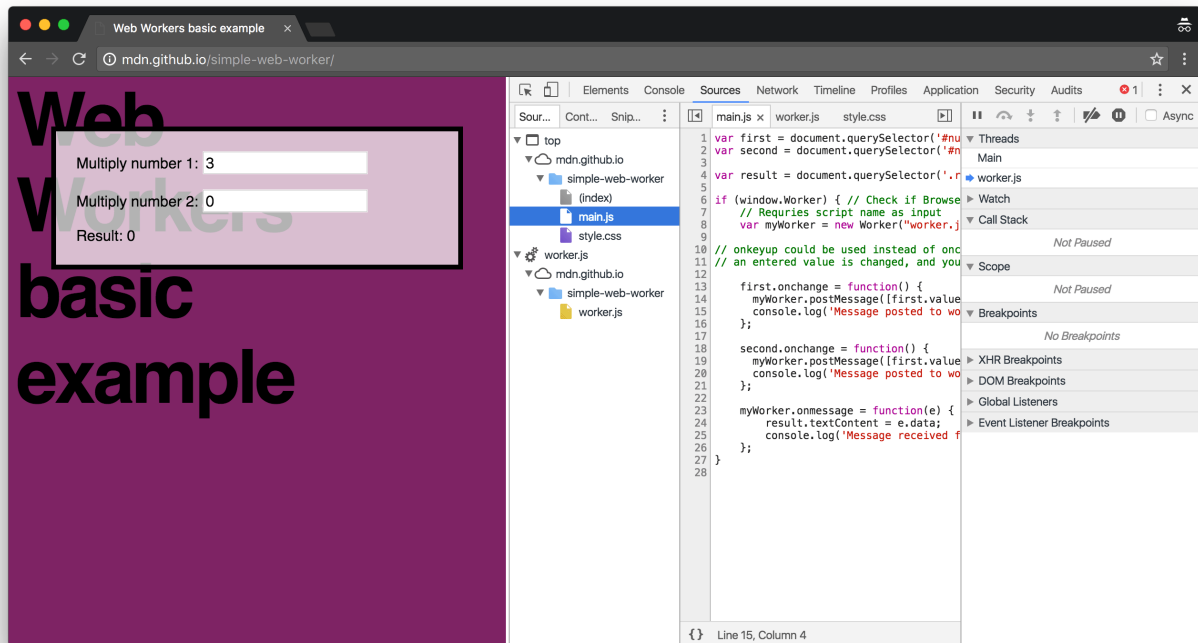 Web Workers basic example
mdn.github.io/simple-web-worker/
Web
Workers
basic
example
Multiply number 1: 3
Multiply number 2: 0
Result: 0
Elements Console Sources Network Timeline Profiles Application Security Audits 1
Sour... Cont... Snip...
top
mdn.github.io
simple-web-worker
(index)
main.js
style.css
worker.js
mdn.github.io
simple-web-worker
worker.js
main.js worker.js style.css
1 var first = document.querySelector('#nu
2 var second = document.querySelector('#n
3
4 var result = document.querySelector('.r
5
6 if (window.Worker) { // Check if Browse
7 // Requries script name as input
8 var myWorker = new Worker("worker.j
9
10 // onkeyup could be used instead of onc
11 // an entered value is changed, and you
12
13 first.onchange = function() {
14 myWorker.postMessage([first.value
15 console.log('Message posted to wo
16 };
17
18 second.onchange = function() {
19 myWorker.postMessage([first.value
20 console.log('Message posted to wo
21 };
22
23 myWorker.onmessage = function(e) {
24 result.textContent = e.data;
25 console.log('Message received f
26 };
27 }
28
{} Line 15, Column 4
Async
Threads
Main
worker.js
Watch
Call Stack
Not Paused
Scope
Not Paused
Breakpoints
No Breakpoints
XHR Breakpoints
DOM Breakpoints
Global Listeners
Event Listener Breakpoints